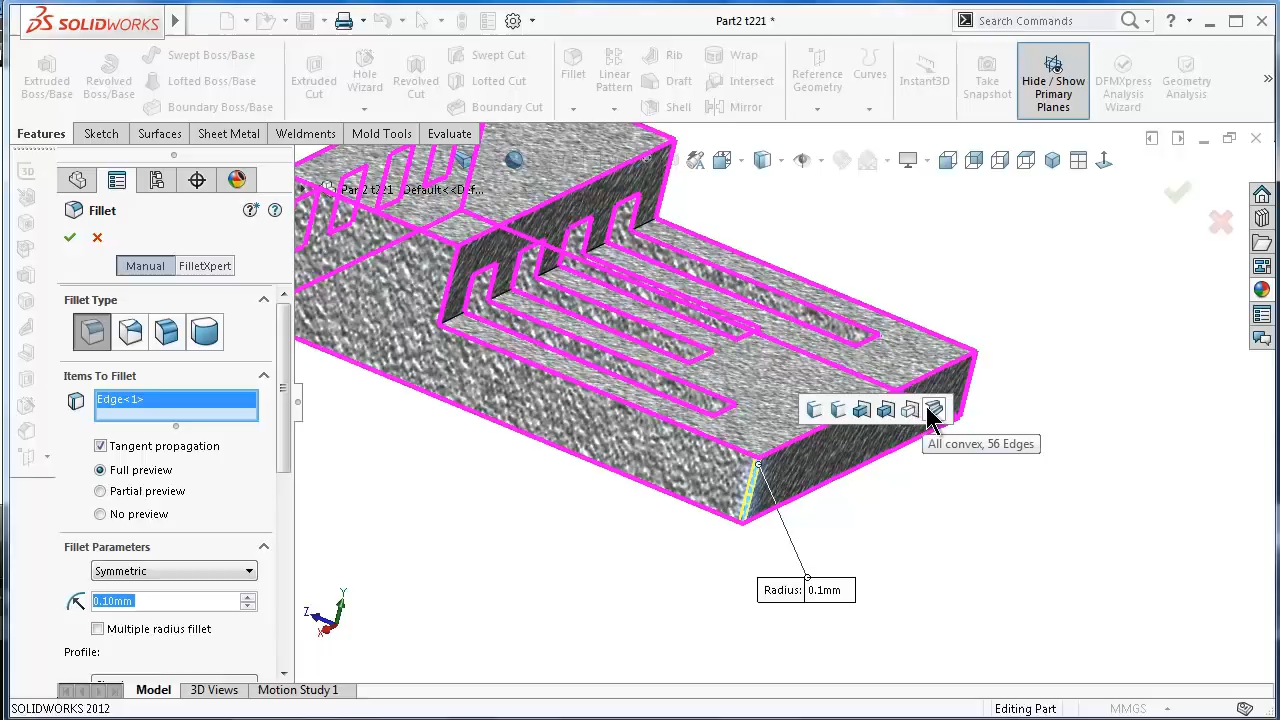 SOLIDWORKS
Part2 t221 *
Search Commands
Extruded Boss/Base
Revolved Boss/Base
Swept Boss/Base
Lofted Boss/Base
Boundary Boss/Base
Extruded Cut
Hole Wizard
Revolved Cut
Swept Cut
Lofted Cut
Boundary Cut
Fillet
Linear Pattern
Rib
Draft
Shell
Wrap
Intersect
Mirror
Reference Geometry
Curves
Instant3D
Take Snapshot
Hide / Show Primary Planes
DFMXpress Analysis Wizard
Geometry Analysis
Features
Sketch
Surfaces
Sheet Metal
Weldments
Mold Tools
Evaluate
Part2 t221 (Default<<Def...
3D
Fillet
Manual
FilletXpert
Fillet Type
Items To Fillet
Edge<1>
Tangent propagation
Full preview
Partial preview
No preview
Fillet Parameters
Symmetric
0.10mm
Multiple radius fillet
Profile:
All convex, 56 Edges
Radius: 0.1mm
Y
Z
X
Model
3D Views
Motion Study 1
SOLIDWORKS 2012
Editing Part
MMGS